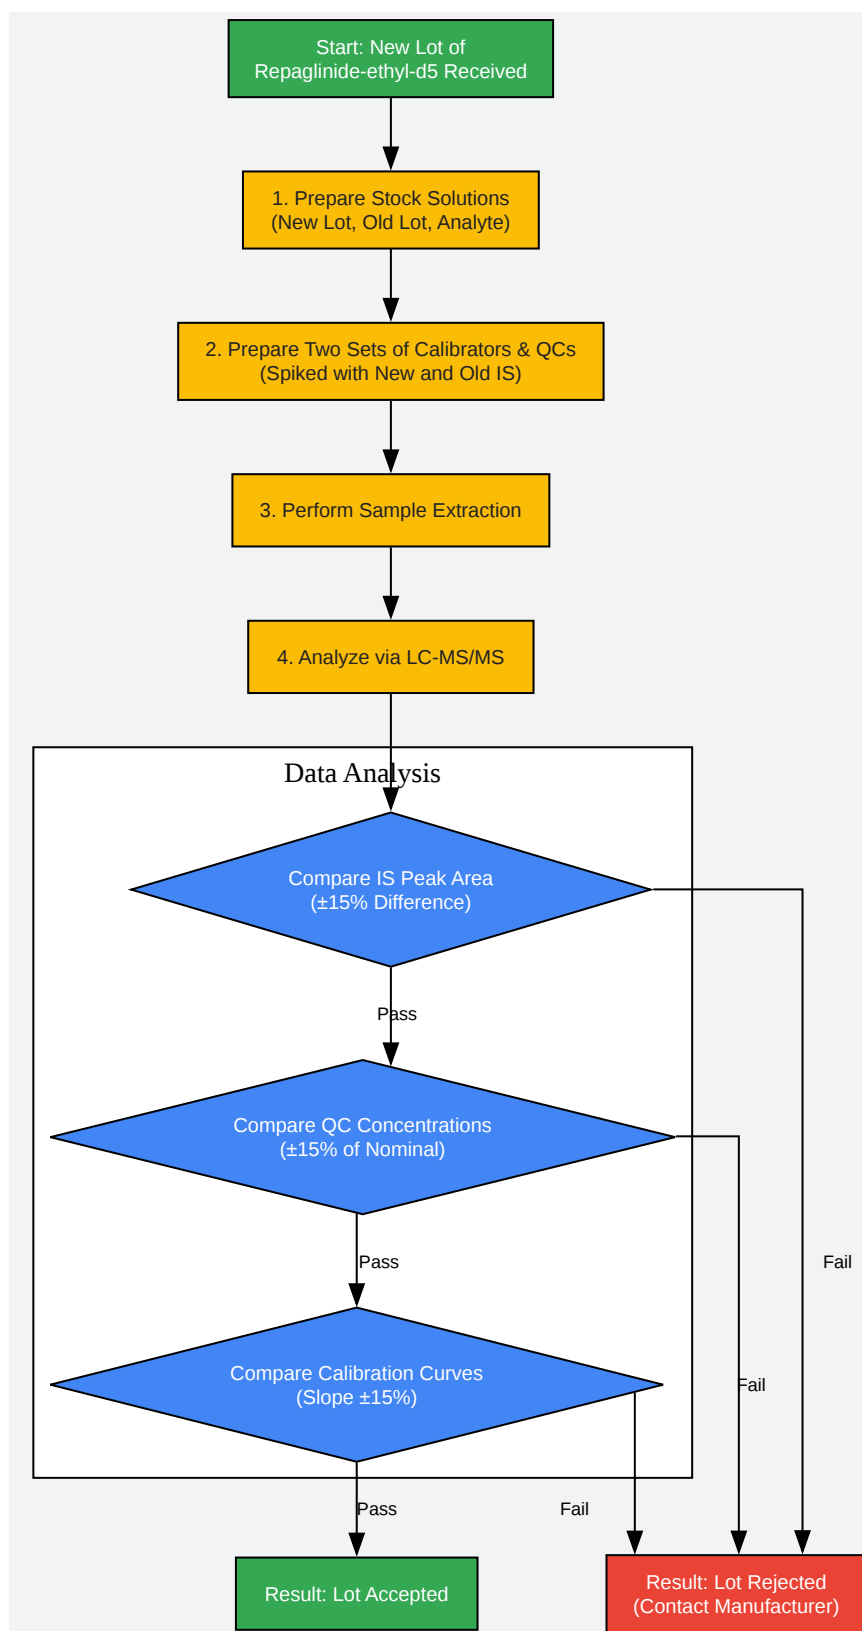 Start: New Lot of
Repaglinide-ethyl-d5 Received
1. Prepare Stock Solutions
(New Lot, Old Lot, Analyte)
2. Prepare Two Sets of Calibrators & QCs
(Spiked with New and Old IS)
3. Perform Sample Extraction
4. Analyze via LC-MS/MS
Data Analysis
Compare IS Peak Area
(±15% Difference)
Pass
Compare QC Concentrations
(±15% of Nominal)
Pass
Fail
Compare Calibration Curves
(Slope ±15%)
Fail
Pass
Fail
Result: Lot Accepted
Result: Lot Rejected
(Contact Manufacturer)